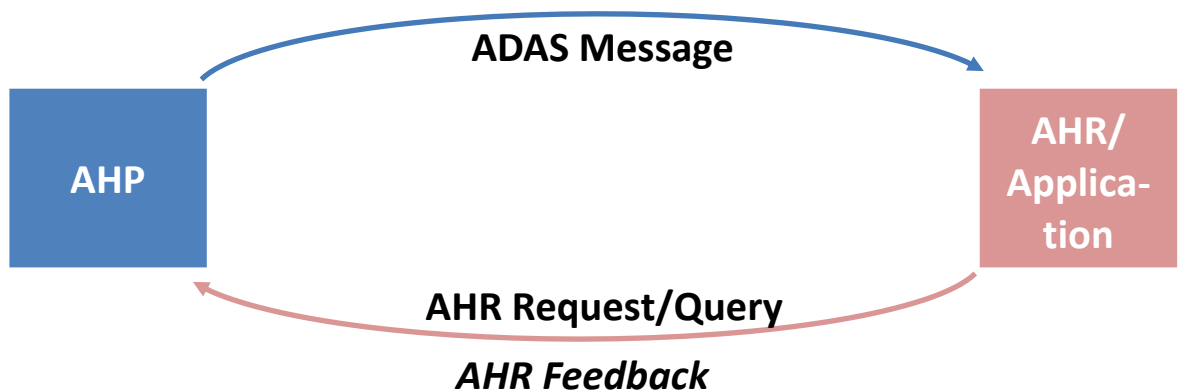 ADAS Message
AHP
AHR/
Applica-
tion
AHR Request/Query
AHR Feedback